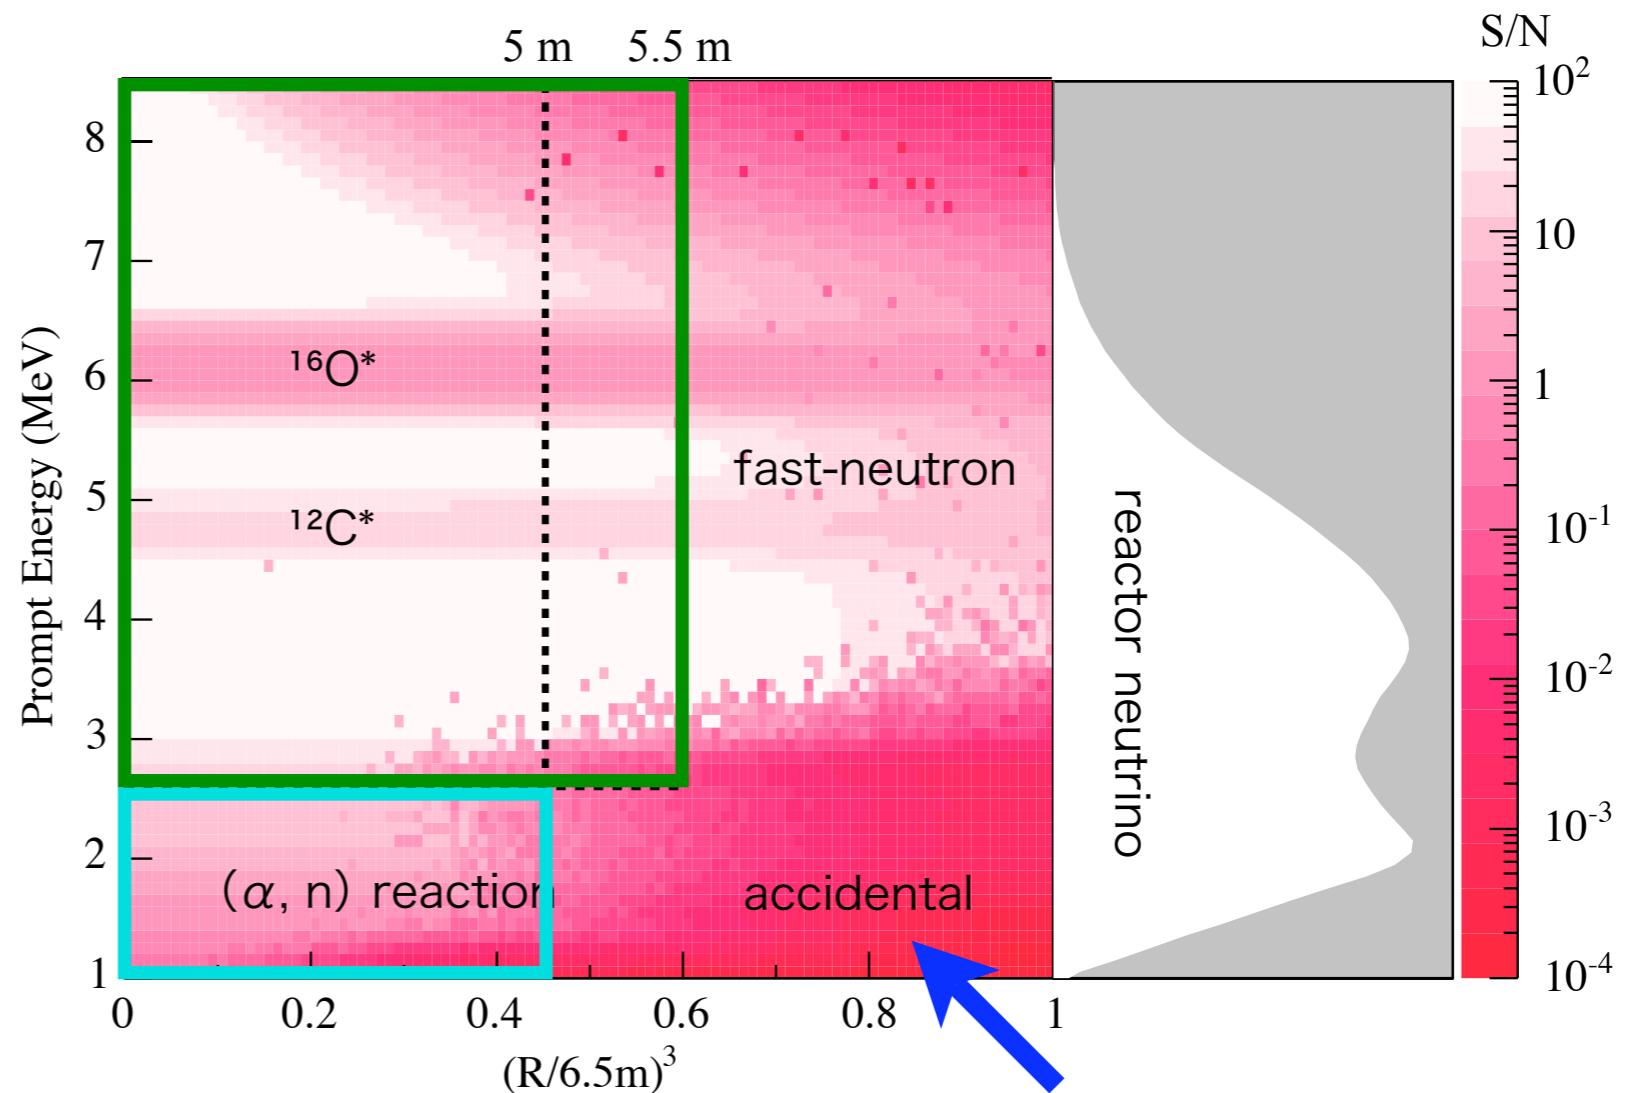 5 m 5.5 m S/N
Prompt Energy (MeV)
8
7
6
5
4
3
2
1
¹⁶O*
¹²C*
fast-neutron
(α, n) reaction
accidental
reactor neutrino
10²
10
1
10⁻¹
10⁻²
10⁻³
10⁻⁴
0 0.2 0.4 0.6 0.8 1
(R/6.5m)³